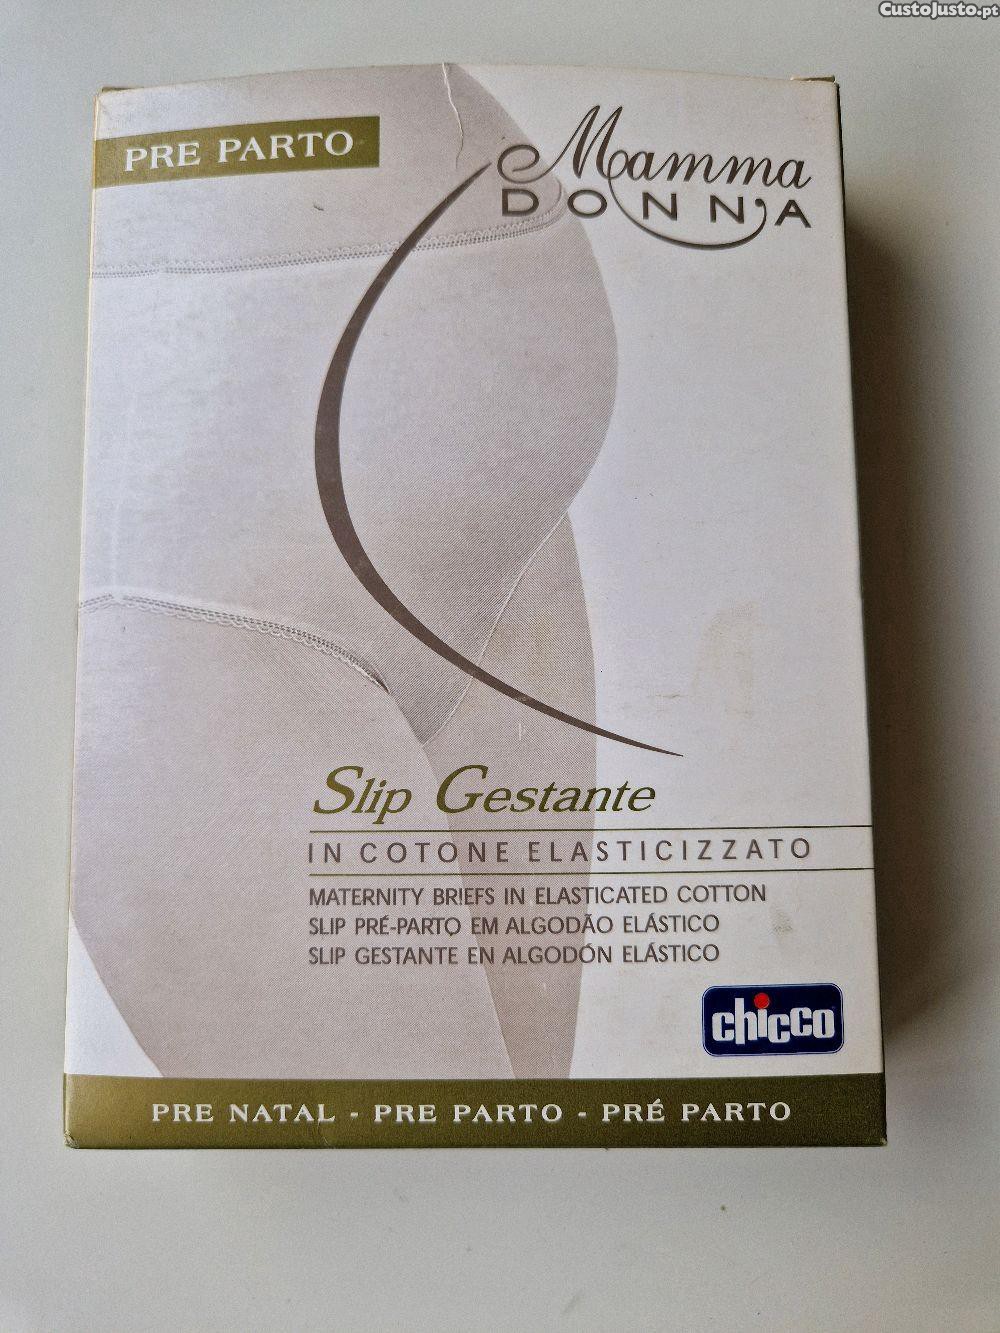 CustoJusto.pt
PRE PARTO
Mamma
DONNA
Slip Gestante
IN COTONE ELASTICIZZATO
MATERNITY BRIEFS IN ELASTICATED COTTON
SLIP PRÉ-PARTO EM ALGODÃO ELÁSTICO
SLIP GESTANTE EN ALGODÓN ELÁSTICO
chicco
PRE NATAL - PRE PARTO - PRÉ PARTO